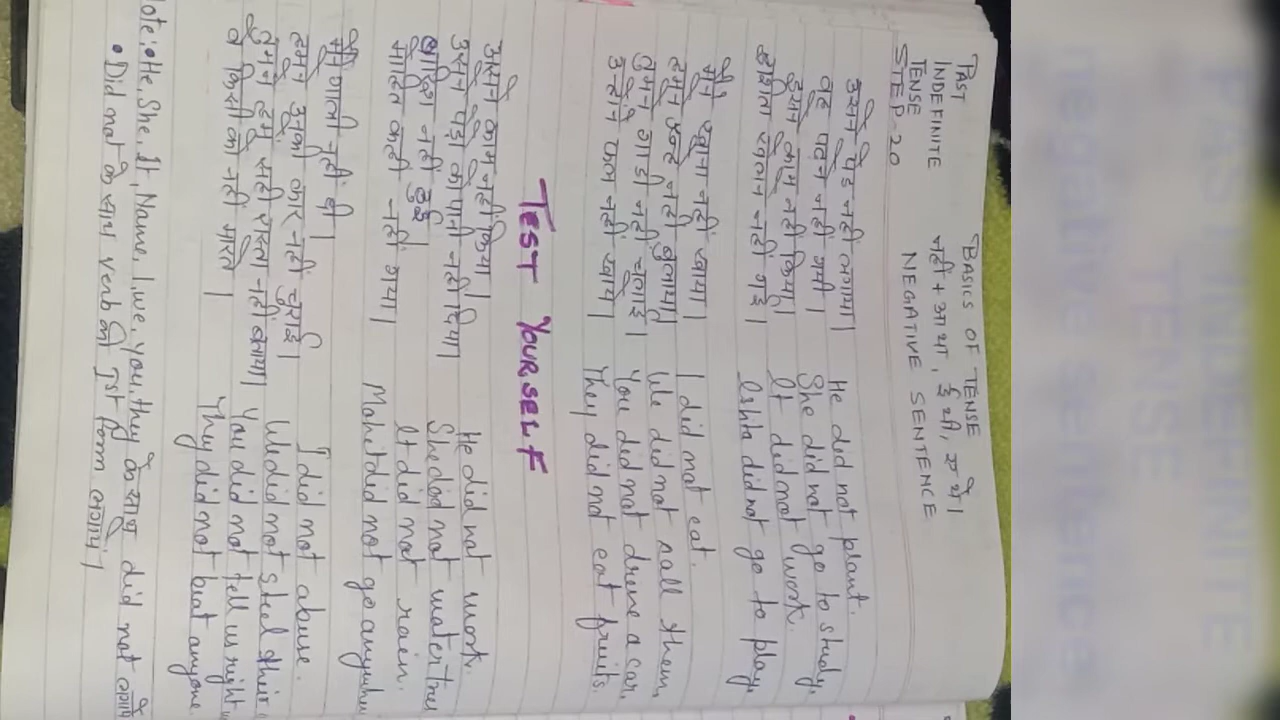 PAST
INDEFINITE
TENSE
STEP-20
BASICS OF TENSE
नहीं + आ था, ई थी, ए थे।
NEGATIVE SENTENCE
उसने पेड़ नहीं लगाया। He did not plant.
वह पढ़ने नहीं गयी। She did not go to study.
इसने काम नहीं किया। It did not work.
इशिता खेलने नहीं गई। did not go to play
मैंने खाना नहीं खाया। I did not eat.
हमने उन्हें नहीं बुलाया। We did not call them,
तुमने गाड़ी नहीं चलाई। You did not drive a car.
उन्होंने फल नहीं खाये। They did not eat fruits.
TEST YOURSELF
उसने काम नहीं किया। He did not work.
उसने पेड़ों को पानी नहीं दिया। She did not water trees
बारिश नहीं हुई। It did not rain.
मोहित कहीं नहीं गया। Mohit did not go anywhere
मैंने गाली नहीं दी। I did not abuse.
हमने उनकी कार नहीं चुराई। We did not steal their
तुमने हमें सही रास्ता नहीं बताया। You did not tell us right
वे किसी को नहीं मारते। They did not beat anyone.
Note:• He, She, It, Name, I, we, you, they के साथ did not लगायें
• Did not के साथ verb की Ist form लगायें।
PAST INDEFINITE
TENSE
negative sentence